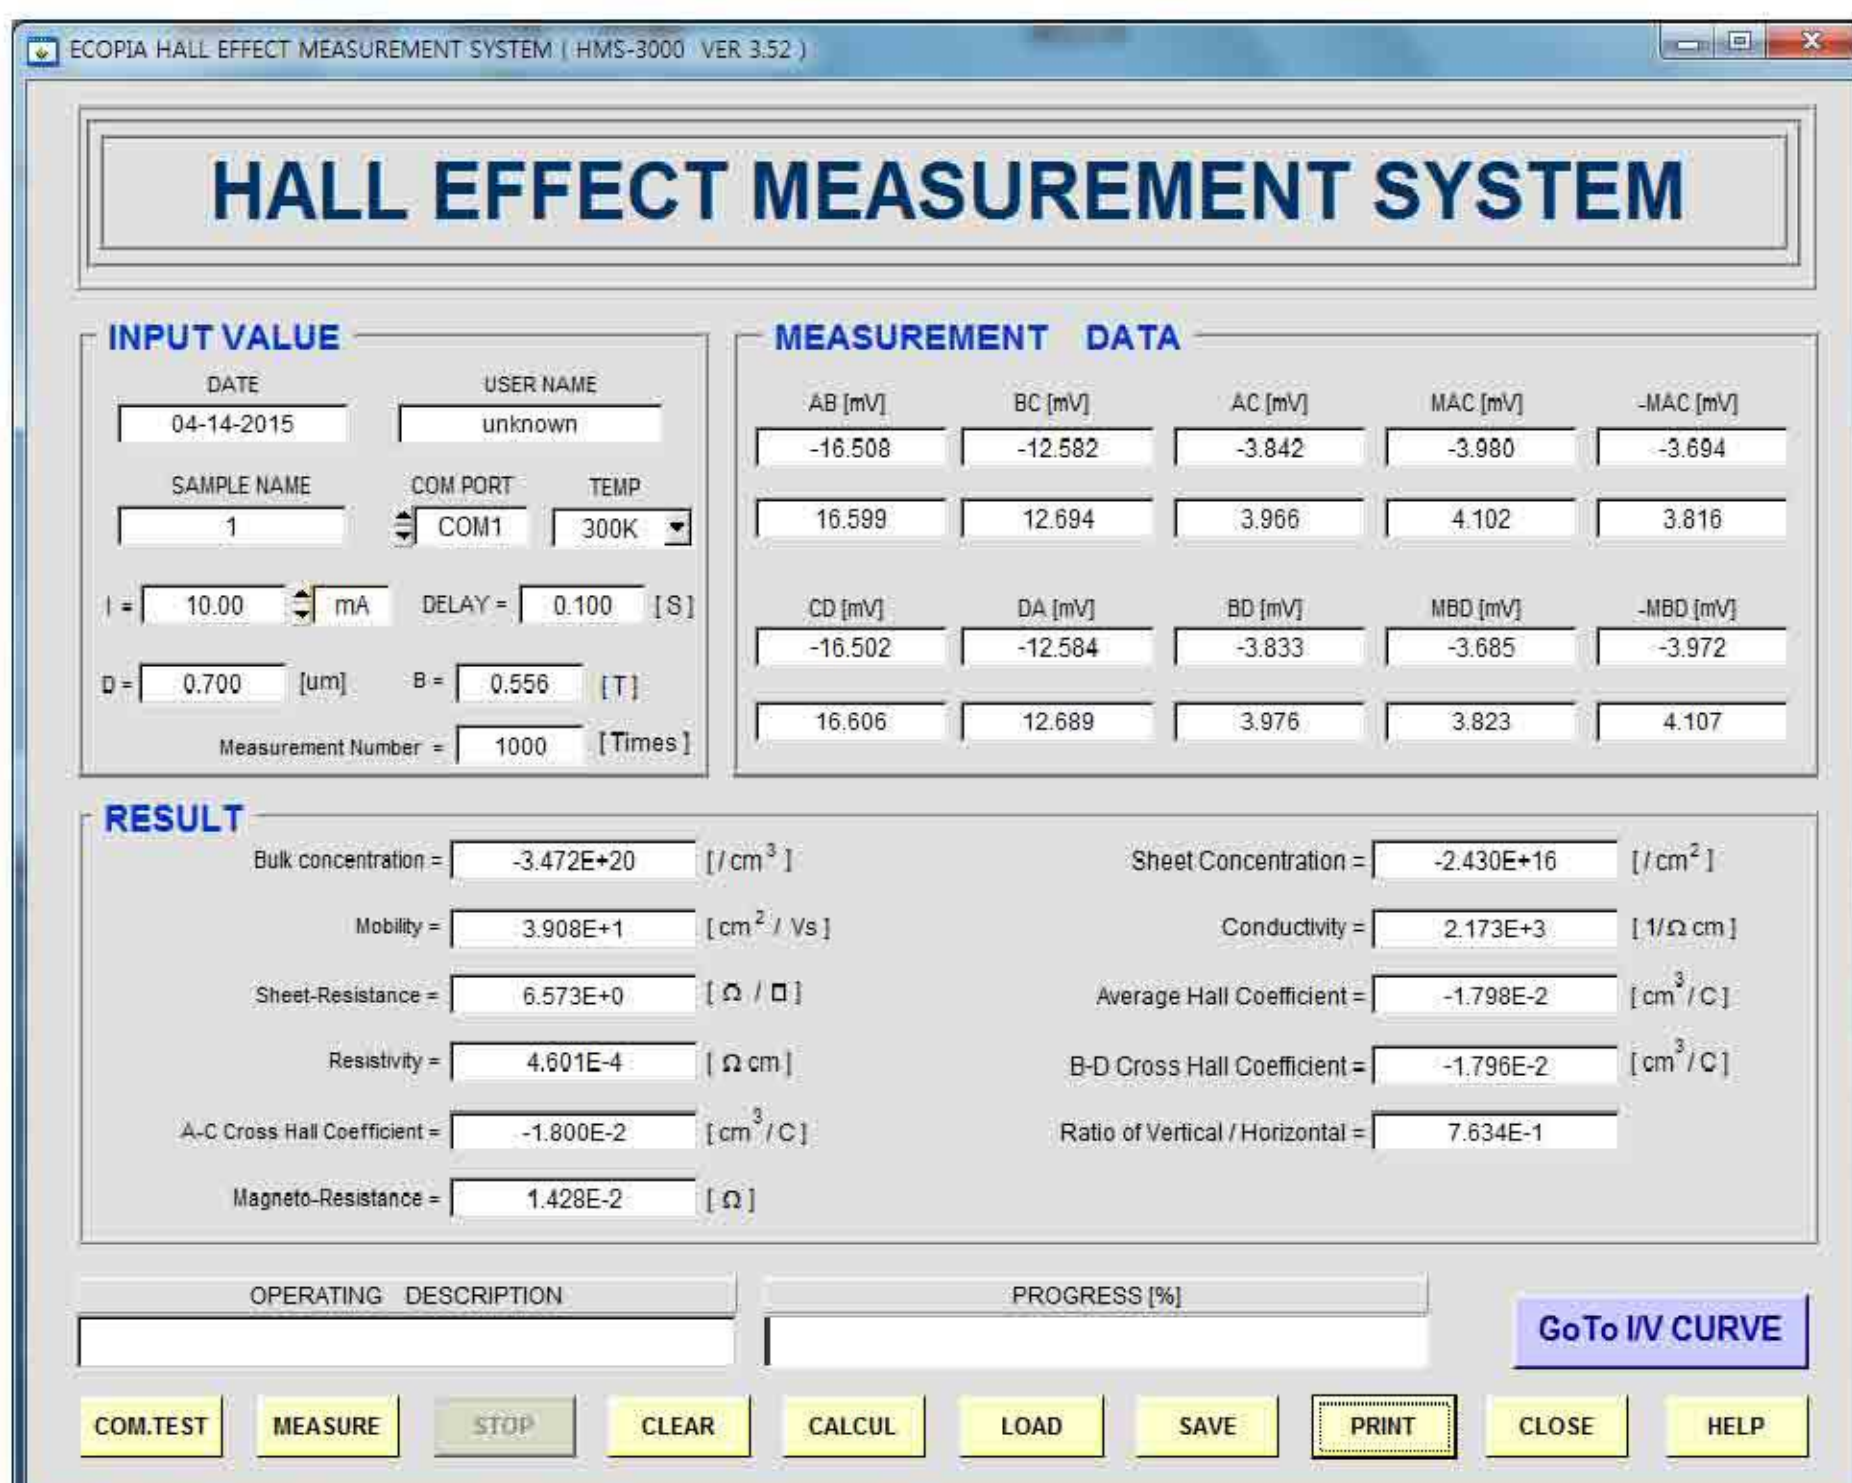 ECOPIA HALL EFFECT MEASUREMENT SYSTEM ( HMS-3000 VER 3.52 )
HALL EFFECT MEASUREMENT SYSTEM
INPUT VALUE
DATE USER NAME
04-14-2015 unknown
SAMPLE NAME COM PORT TEMP
1 COM1 300K
I = 10.00 mA DELAY = 0.100 [ S ]
D = 0.700 [um] B = 0.556 [ T ]
Measurement Number = 1000 [ Times ]
MEASUREMENT DATA
AB [mV] BC [mV] AC [mV] MAC [mV] -MAC [mV]
-16.508 -12.582 -3.842 -3.980 -3.694
16.599 12.694 3.966 4.102 3.816
CD [mV] DA [mV] BD [mV] MBD [mV] -MBD [mV]
-16.502 -12.584 -3.833 -3.685 -3.972
16.606 12.689 3.976 3.823 4.107
RESULT
Bulk concentration = -3.472E+20 [ / cm³ ] Sheet Concentration = -2.430E+16 [ / cm² ]
Mobility = 3.908E+1 [ cm² / Vs ] Conductivity = 2.173E+3 [ 1/Ω cm ]
Sheet-Resistance = 6.573E+0 [ Ω / □ ] Average Hall Coefficient = -1.798E-2 [ cm³ / C ]
Resistivity = 4.601E-4 [ Ω cm ] B-D Cross Hall Coefficient = -1.796E-2 [ cm³ / C ]
A-C Cross Hall Coefficient = -1.800E-2 [ cm³ / C ] Ratio of Vertical / Horizontal = 7.634E-1
Magneto-Resistance = 1.428E-2 [ Ω ]
OPERATING DESCRIPTION PROGRESS [%]
GoTo I/V CURVE
COM.TEST MEASURE STOP CLEAR CALCUL LOAD SAVE PRINT CLOSE HELP